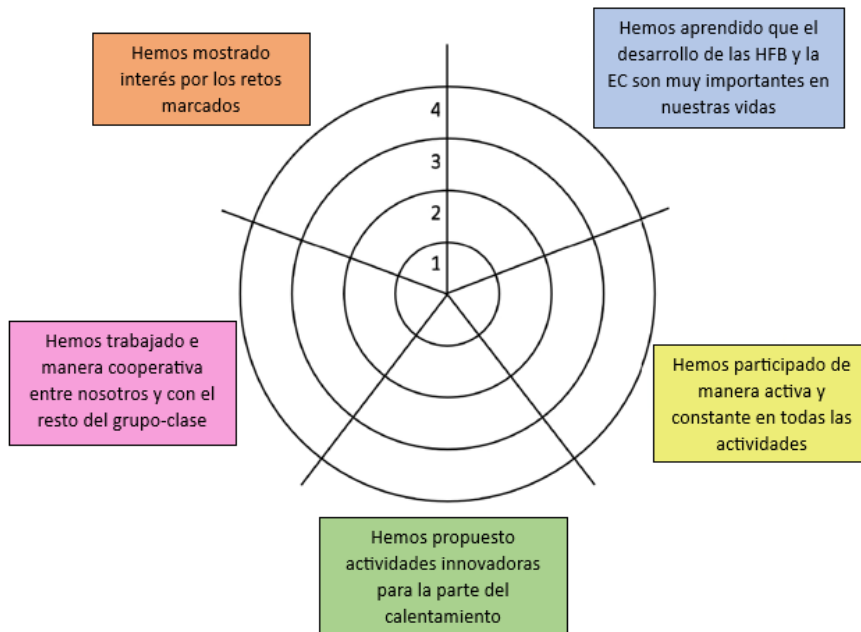 Hemos mostrado
interés por los retos
marcados
Hemos aprendido que el
desarrollo de las HFB y la
EC son muy importantes en
nuestras vidas
4
3
2
1
Hemos trabajado e
manera cooperativa
entre nosotros y con el
resto del grupo-clase
Hemos participado de
manera activa y
constante en todas las
actividades
Hemos propuesto
actividades innovadoras
para la parte del
calentamiento